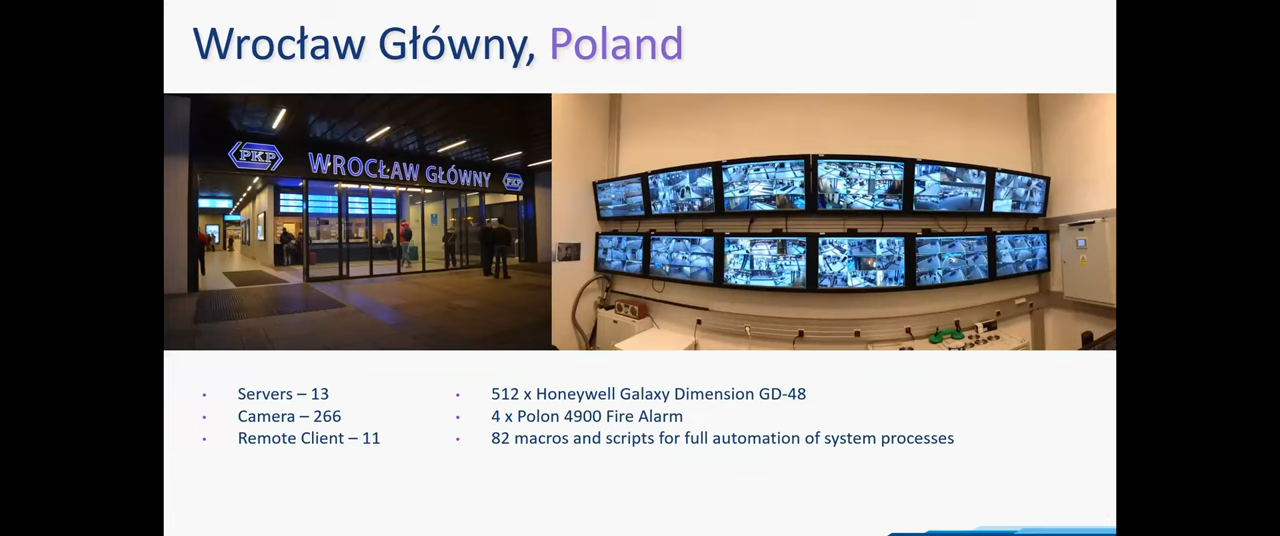 Wrocław Główny, Poland
PKP WROCŁAW GŁÓWNY PKP
• Servers – 13
• Camera – 266
• Remote Client – 11
• 512 x Honeywell Galaxy Dimension GD-48
• 4 x Polon 4900 Fire Alarm
• 82 macros and scripts for full automation of system processes